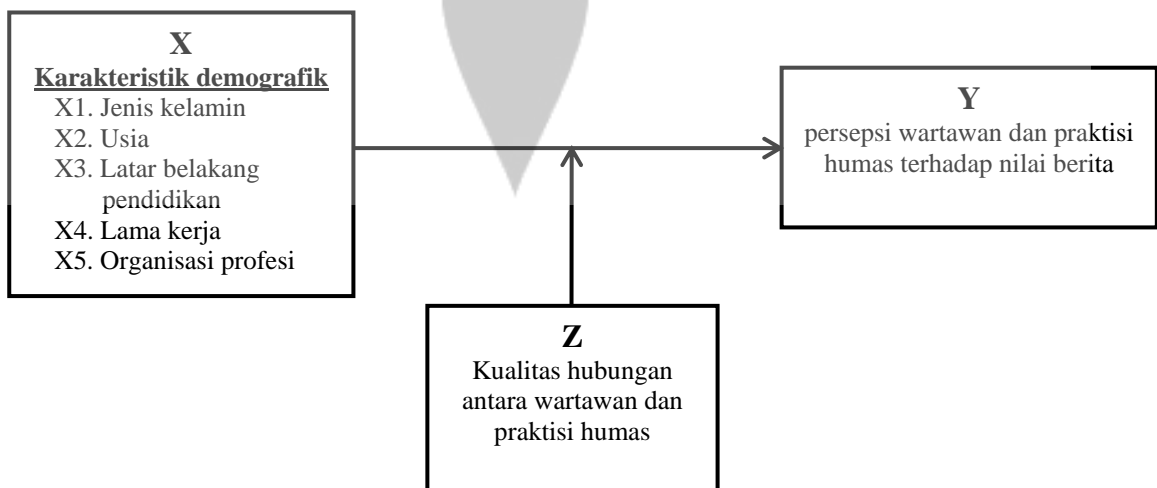 X
Karakteristik demografik
X1. Jenis kelamin
X2. Usia
X3. Latar belakang
pendidikan
X4. Lama kerja
X5. Organisasi profesi
Y
persepsi wartawan dan praktisi
humas terhadap nilai berita
Z
Kualitas hubungan
antara wartawan dan
praktisi humas